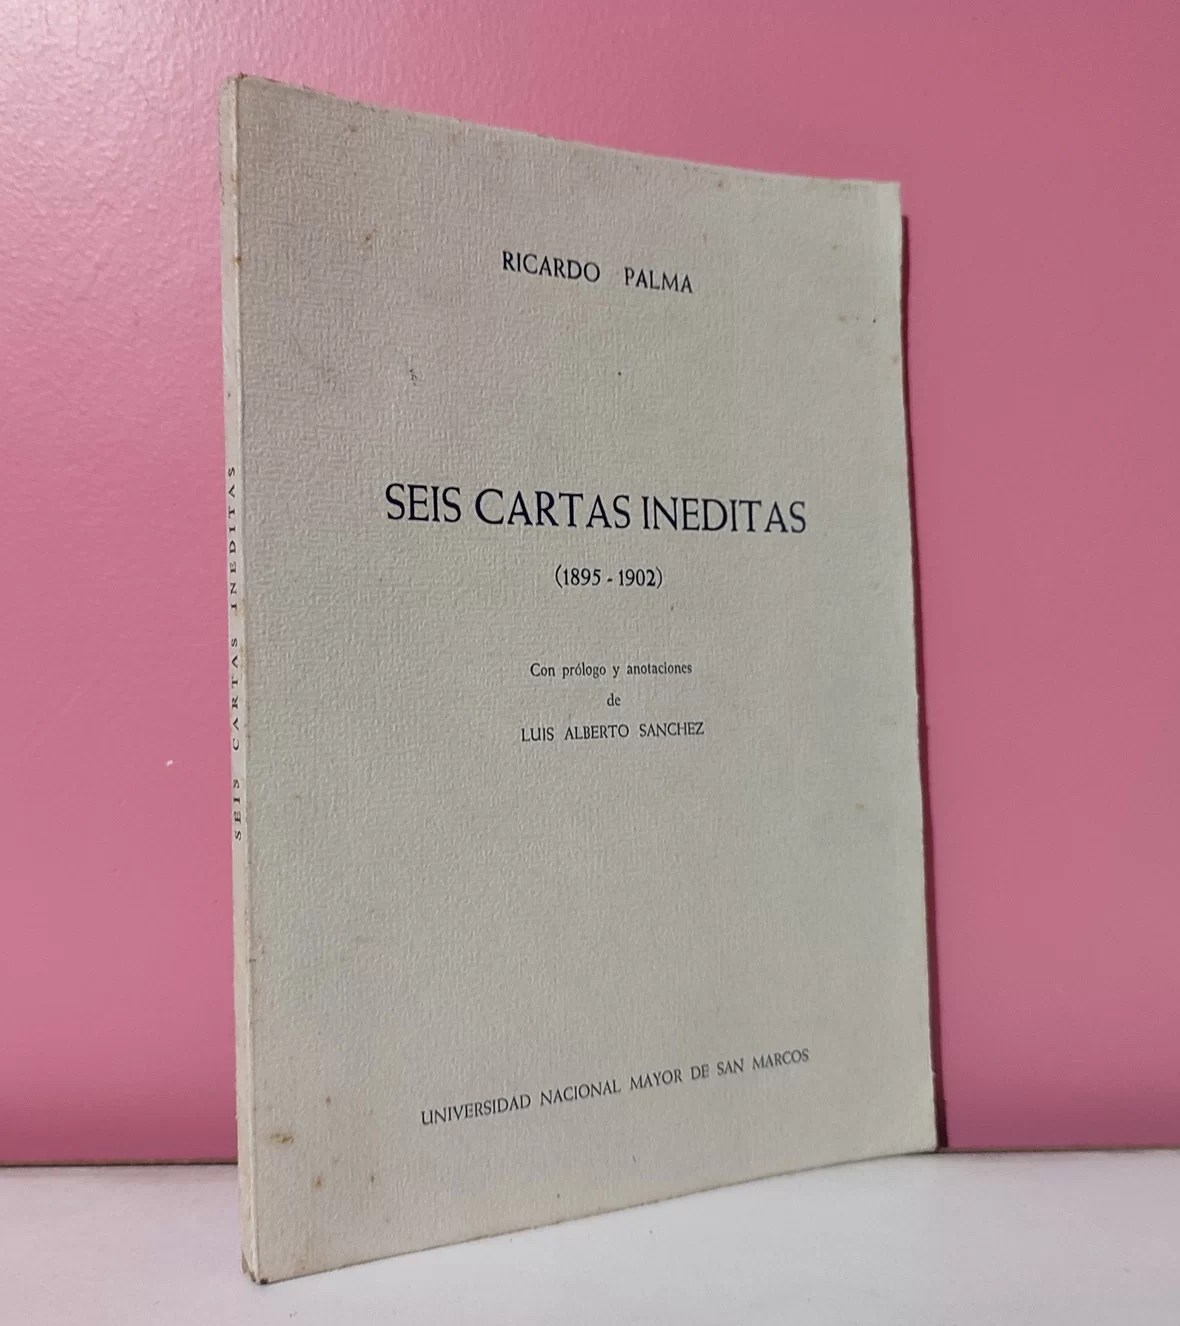 RICARDO PALMA
SEIS CARTAS INEDITAS
(1895 - 1902)
Con prólogo y anotaciones
de
LUIS ALBERTO SANCHEZ
UNIVERSIDAD NACIONAL MAYOR DE SAN MARCOS
SEIS CARTAS INEDITAS